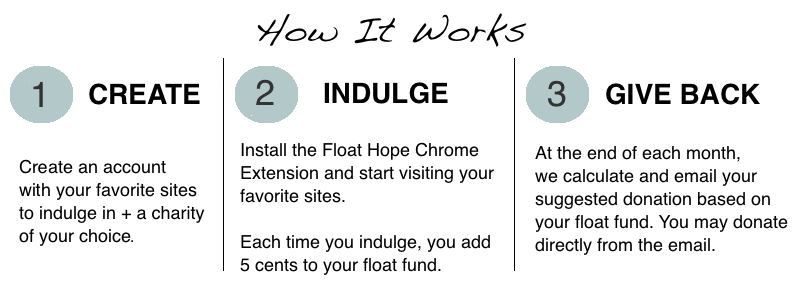 How It Works
1 CREATE
Create an account
with your favorite sites
to indulge in + a charity
of your choice.
2 INDULGE
Install the Float Hope Chrome
Extension and start visiting your
favorite sites.
Each time you indulge, you add
5 cents to your float fund.
3 GIVE BACK
At the end of each month,
we calculate and email your
suggested donation based on
your float fund. You may donate
directly from the email.